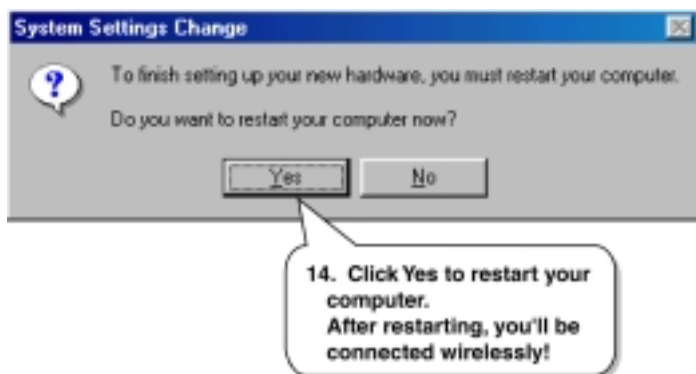 System Settings Change
To finish setting up your new hardware, you must restart your computer.
Do you want to restart your computer now?
Yes No
14. Click Yes to restart your
computer.
After restarting, you'll be
connected wirelessly!